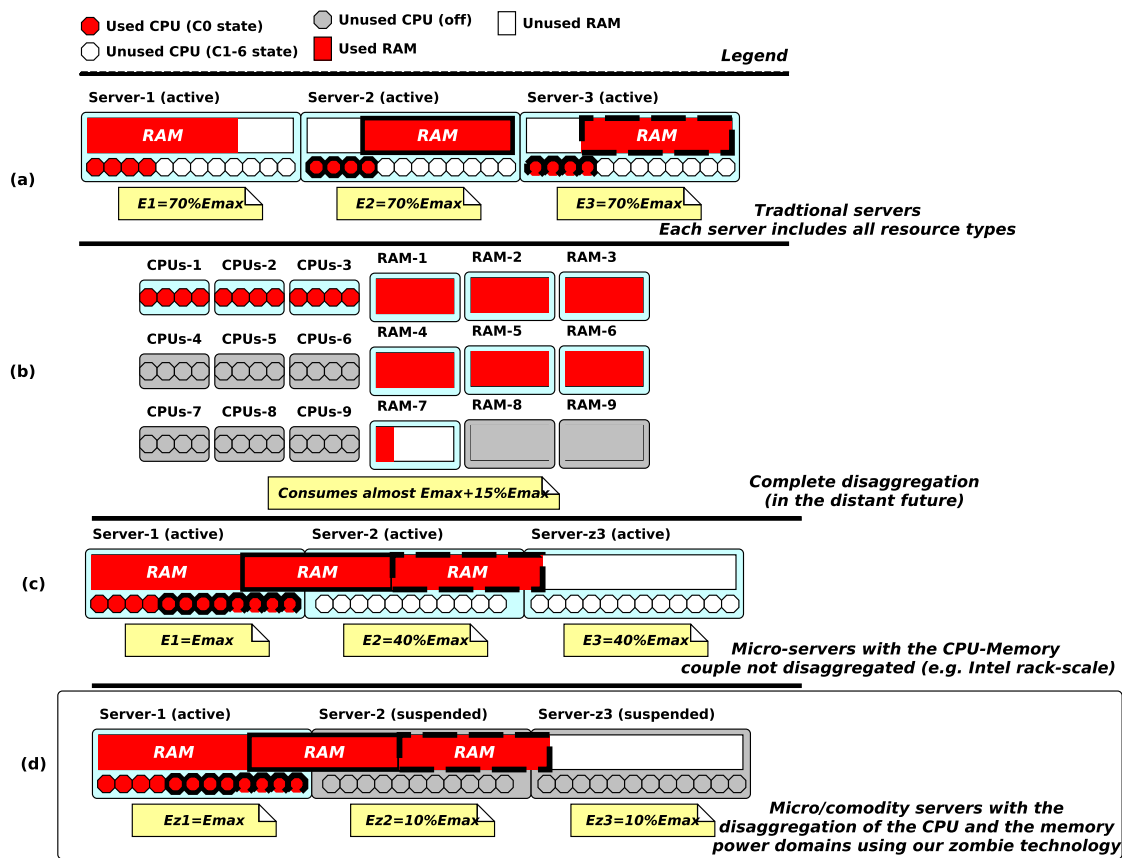 Used CPU (C0 state)
Unused CPU (off)
Unused RAM
Unused CPU (C1-6 state)
Used RAM
Legend
Server-1 (active)
Server-2 (active)
Server-3 (active)
RAM
RAM
RAM
(a)
E1=70%Emax
E2=70%Emax
E3=70%Emax
Tradtional servers
Each server includes all resource types
CPUs-1
CPUs-2
CPUs-3
RAM-1
RAM-2
RAM-3
CPUs-4
CPUs-5
CPUs-6
RAM-4
RAM-5
RAM-6
(b)
CPUs-7
CPUs-8
CPUs-9
RAM-7
RAM-8
RAM-9
Consumes almost Emax+15%Emax
Complete disaggregation
(in the distant future)
Server-1 (active)
Server-2 (active)
Server-z3 (active)
RAM
RAM
RAM
(c)
E1=Emax
E2=40%Emax
E3=40%Emax
Micro-servers with the CPU-Memory
couple not disaggregated (e.g. Intel rack-scale)
Server-1 (active)
Server-2 (suspended)
Server-z3 (suspended)
RAM
RAM
RAM
(d)
Ez1=Emax
Ez2=10%Emax
Ez3=10%Emax
Micro/comodity servers with the
disaggregation of the CPU and the memory
power domains using our zombie technology